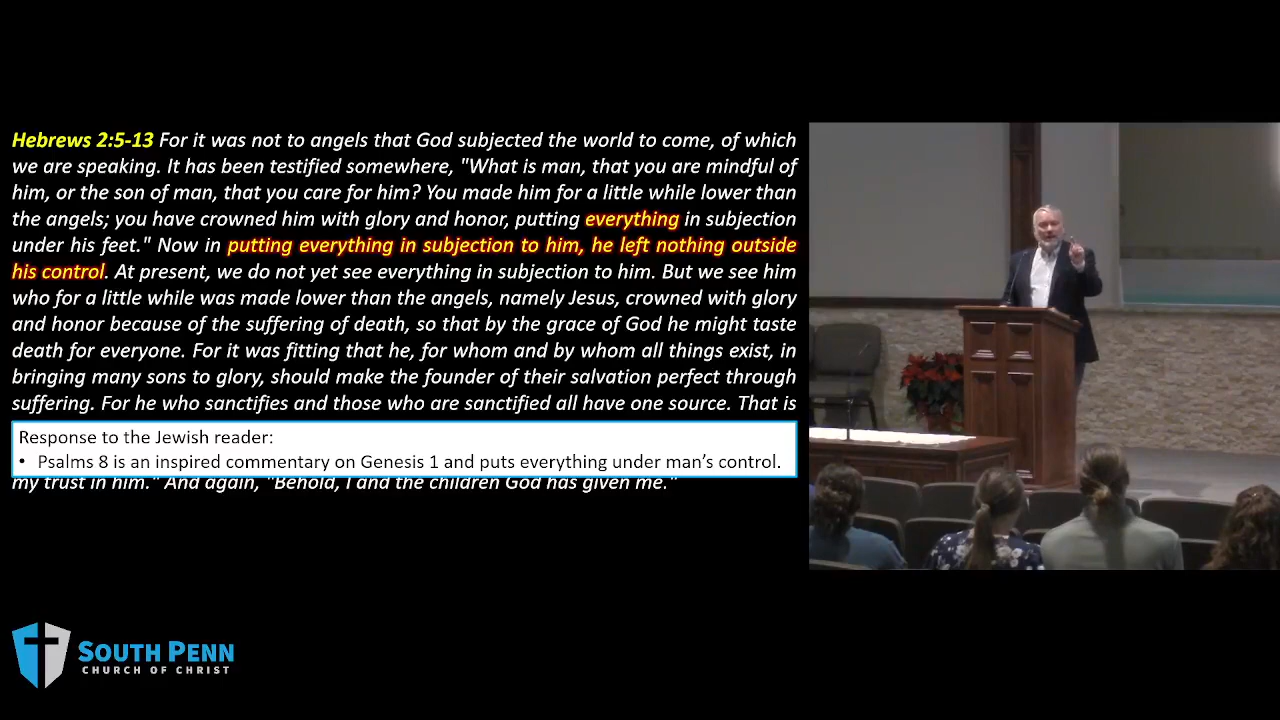 Hebrews 2:5-13 For it was not to angels that God subjected the world to come, of which
we are speaking. It has been testified somewhere, "What is man, that you are mindful of
him, or the son of man, that you care for him? You made him for a little while lower than
the angels; you have crowned him with glory and honor, putting everything in subjection
under his feet." Now in putting everything in subjection to him, he left nothing outside
his control. At present, we do not yet see everything in subjection to him. But we see him
who for a little while was made lower than the angels, namely Jesus, crowned with glory
and honor because of the suffering of death, so that by the grace of God he might taste
death for everyone. For it was fitting that he, for whom and by whom all things exist, in
bringing many sons to glory, should make the founder of their salvation perfect through
suffering. For he who sanctifies and those who are sanctified all have one source. That is
Response to the Jewish reader:
• Psalms 8 is an inspired commentary on Genesis 1 and puts everything under man's control.
my trust in him." And again, "Behold, I and the children God has given me."
SOUTH PENN
CHURCH OF CHRIST